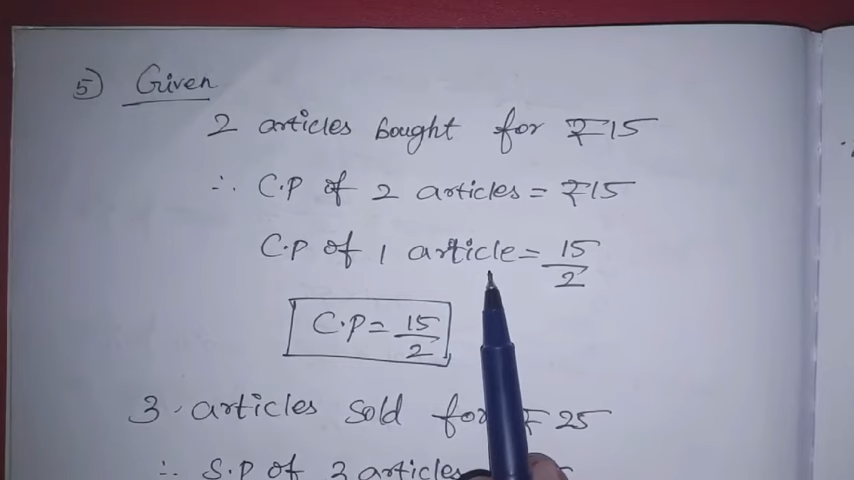 5) Given
2 articles bought for ₹15
∴ C.P of 2 articles = ₹15
C.P of 1 article = 15/2
C.P = 15/2
3 articles sold for ₹25
∴ S.P of 3 articles